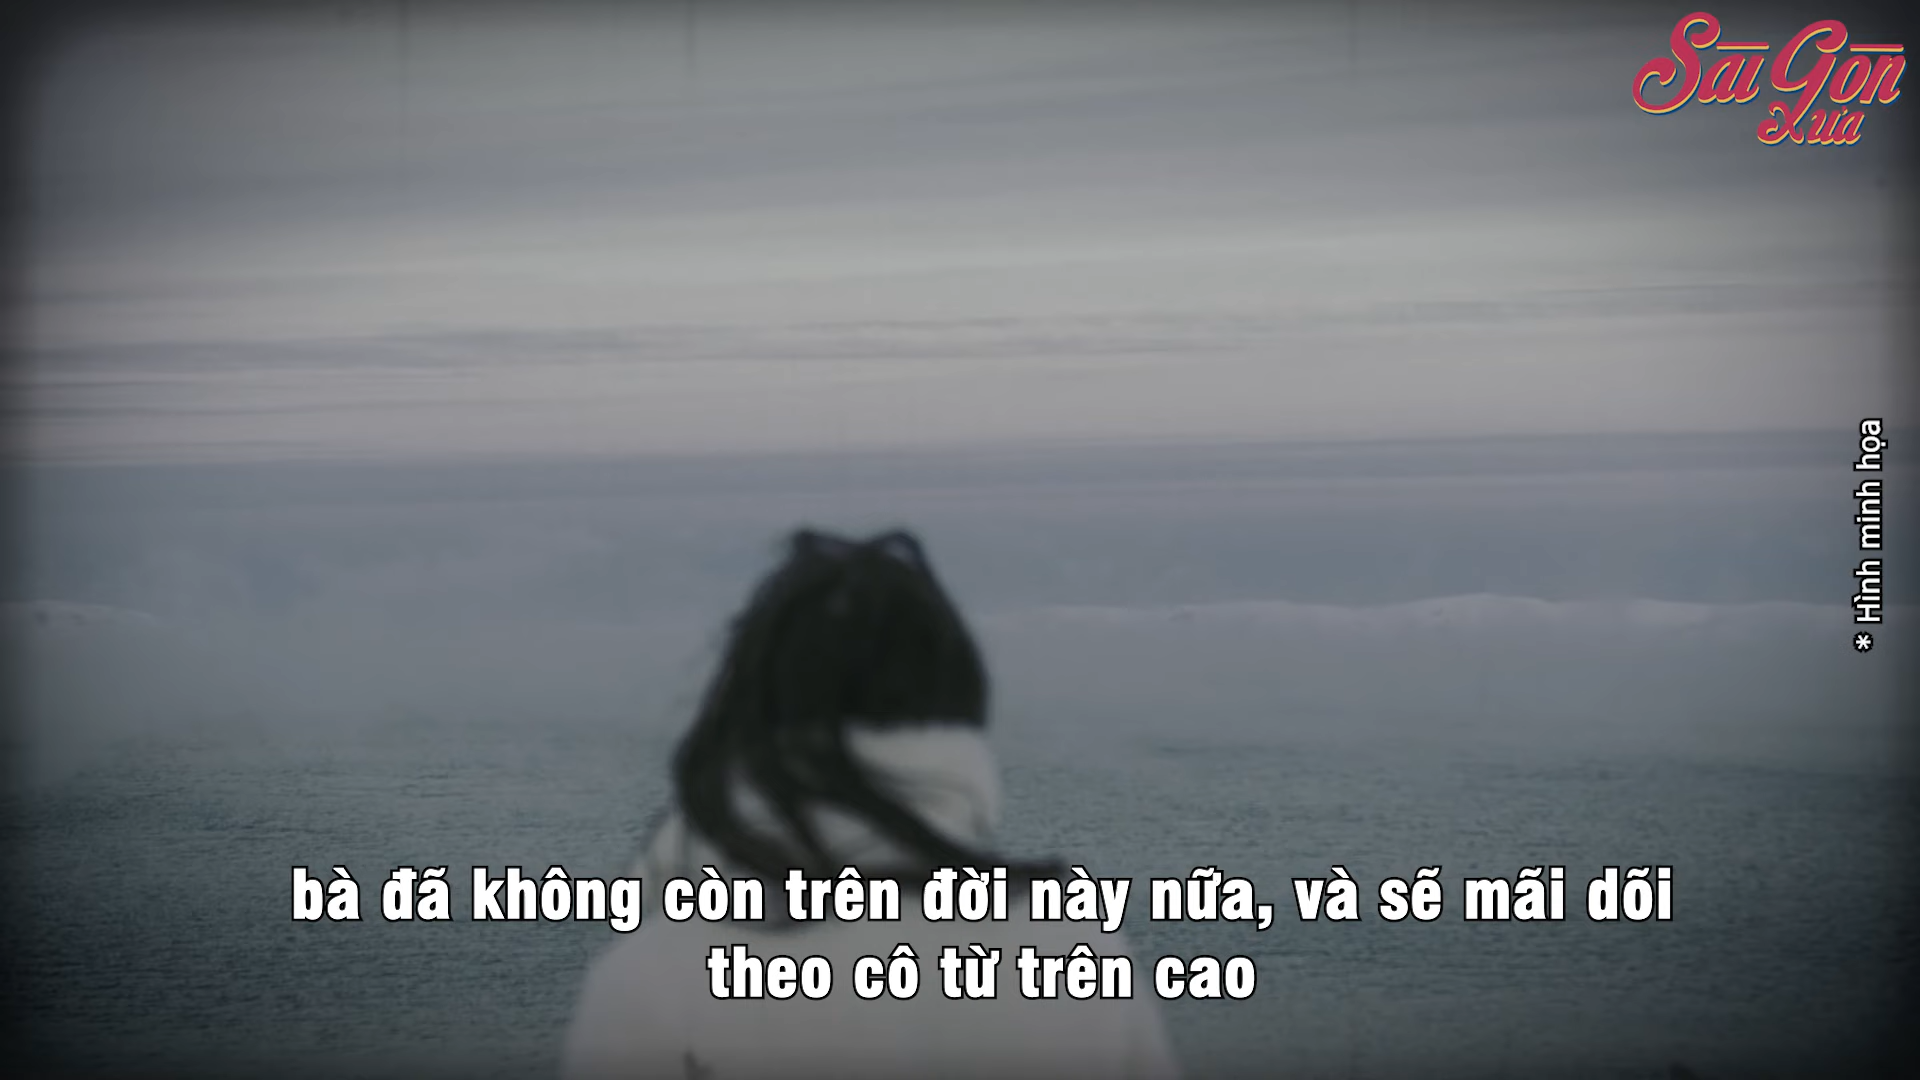 Sài Gòn
Xưa
* Hình minh họa
bà đã không còn trên đời này nữa, và sẽ mãi dõi
theo cô từ trên cao